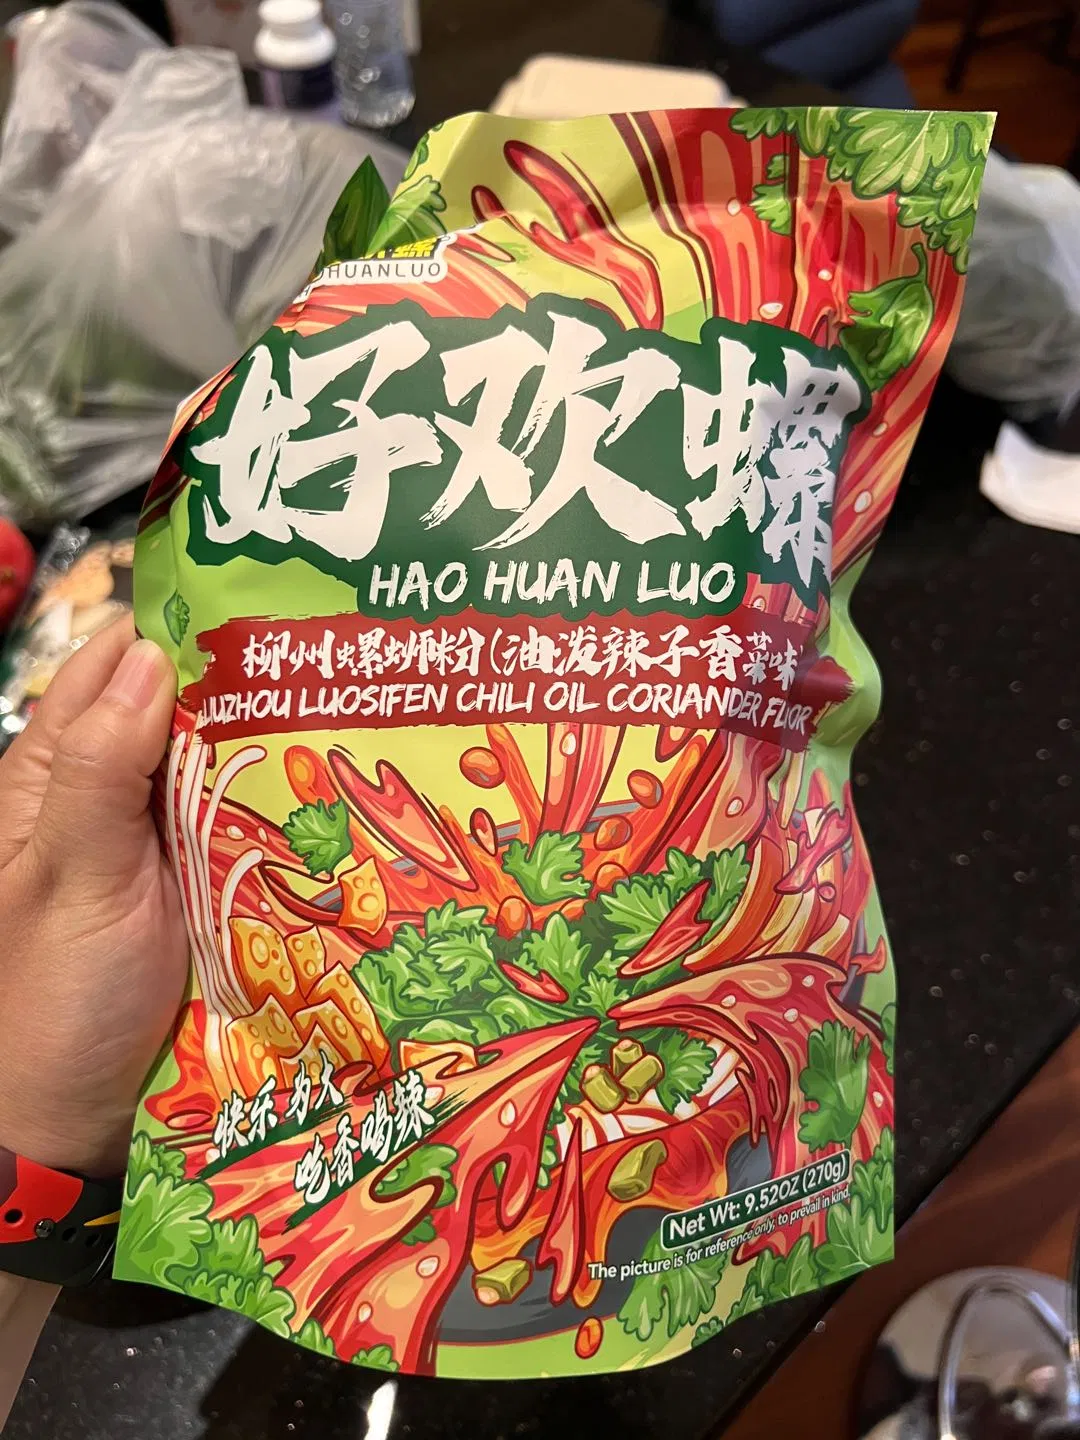 HUANLUO
好欢螺
HAO HUAN LUO
柳州螺蛳粉(油泼辣子香菜味)
LIUZHOU LUOSIFEN CHILI OIL CORIANDER FLVOR
快乐为大
吃香喝辣
Net Wt: 9.52OZ (270g)
The picture is for reference only, to prevail in kind.